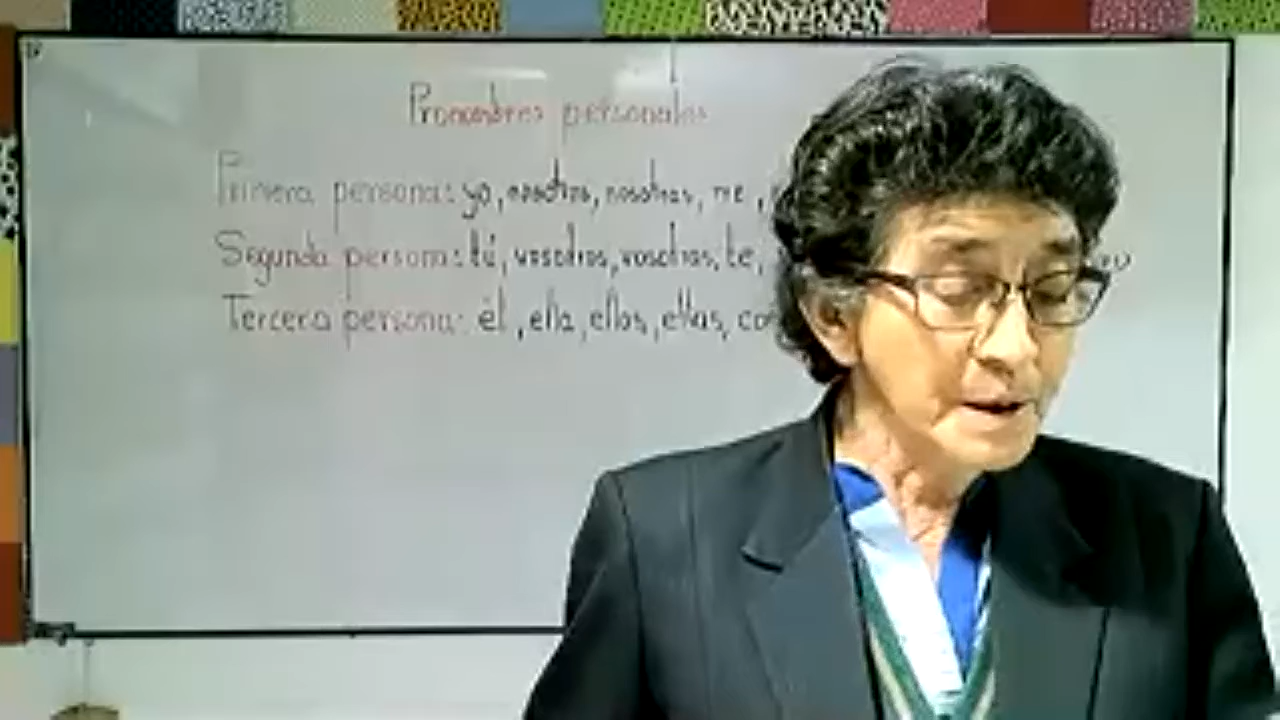 Pronombres personales
Primera persona: yo, nosotros, nosotras, me,
Segunda persona: tú, vosotros, vosotras, te,
Tercera persona: él, ella, ellos, ellas,